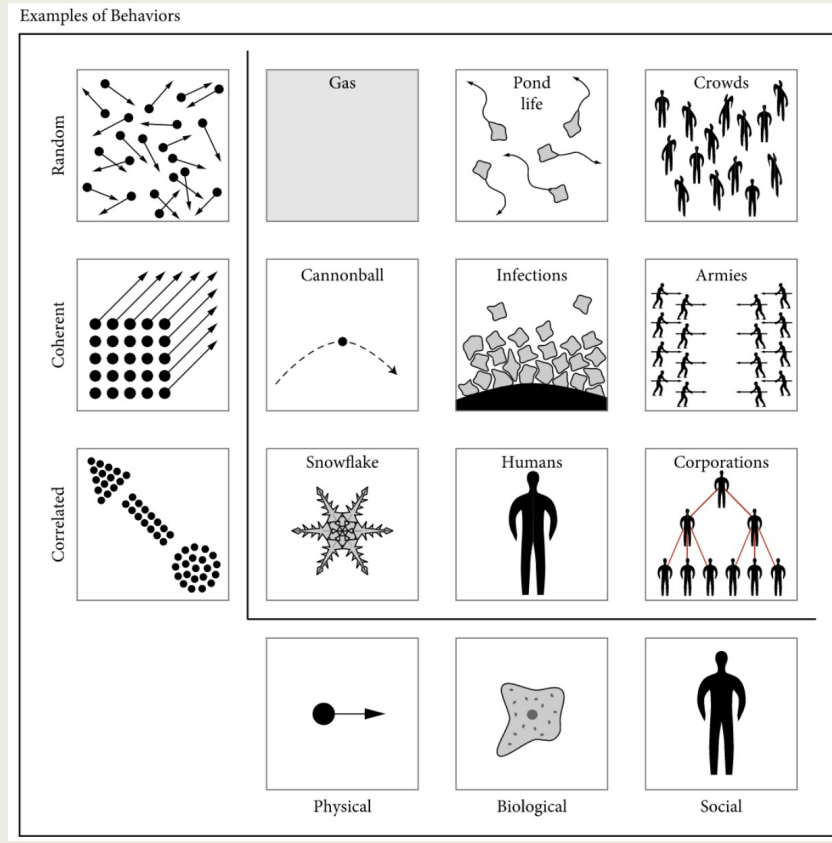 Examples of Behaviors
Random
Gas
Pond
life
Crowds
Coherent
Cannonball
Infections
Armies
Correlated
Snowflake
Humans
Corporations
Physical
Biological
Social